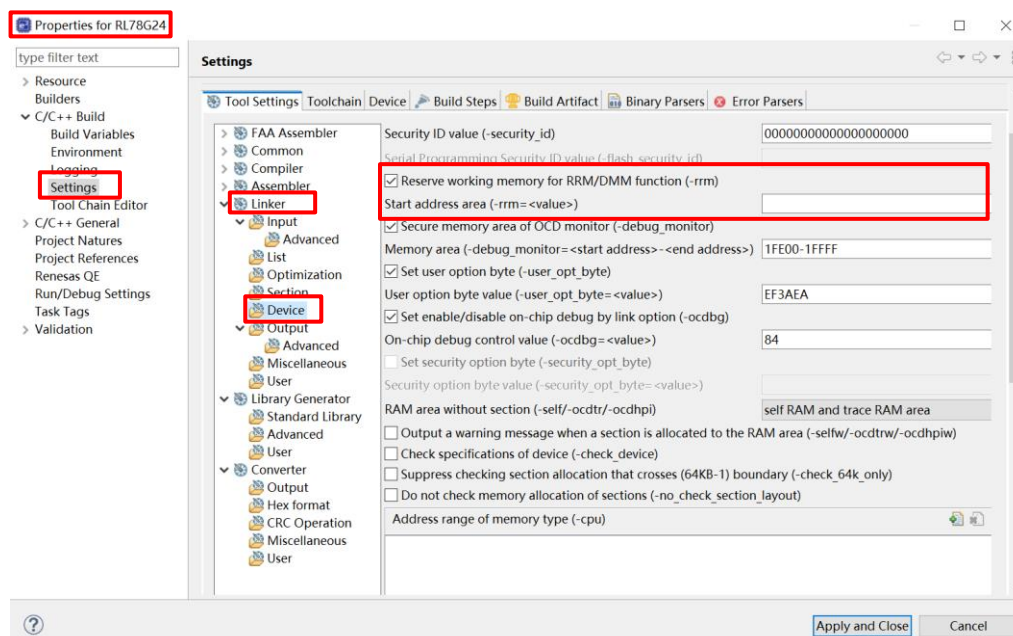 Properties for RL78G24
type filter text
Resource
Builders
C/C++ Build
Build Variables
Environment
Logging
Settings
Tool Chain Editor
C/C++ General
Project Natures
Project References
Renesas QE
Run/Debug Settings
Task Tags
Validation
Settings
Tool Settings Toolchain Device Build Steps Build Artifact Binary Parsers Error Parsers
FAA Assembler
Common
Compiler
Assembler
Linker
Input
Advanced
List
Optimization
Section
Device
Output
Advanced
Miscellaneous
User
Library Generator
Standard Library
Advanced
User
Converter
Output
Hex format
CRC Operation
Miscellaneous
User
Security ID value (-security_id) 00000000000000000000
Serial Programming Security ID value (-flash_security_id)
Reserve working memory for RRM/DMM function (-rrm)
Start address area (-rrm=<value>)
Secure memory area of OCD monitor (-debug_monitor)
Memory area (-debug_monitor=<start address>-<end address>) 1FE00-1FFFF
Set user option byte (-user_opt_byte)
User option byte value (-user_opt_byte=<value>) EF3AEA
Set enable/disable on-chip debug by link option (-ocdbg)
On-chip debug control value (-ocdbg=<value>) 84
Set security option byte (-security_opt_byte)
Security option byte value (-security_opt_byte=<value>)
RAM area without section (-self/-ocdtr/-ocdhpi) self RAM and trace RAM area
Output a warning message when a section is allocated to the RAM area (-selfw/-ocdtrw/-ocdhpiw)
Check specifications of device (-check_device)
Suppress checking section allocation that crosses (64KB-1) boundary (-check_64k_only)
Do not check memory allocation of sections (-no_check_section_layout)
Address range of memory type (-cpu)
Apply and Close Cancel